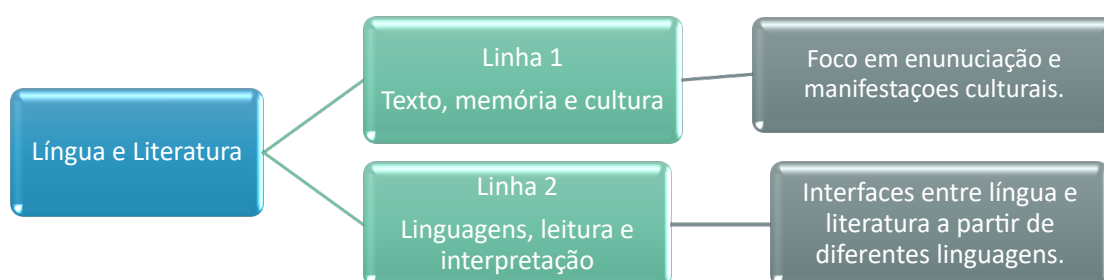 Língua e Literatura
Linha 1
Texto, memória e cultura
Foco em enunuciação e
manifestaçoes culturais.
Linha 2
Linguagens, leitura e
interpretação
Interfaces entre língua e
literatura a partir de
diferentes linguagens.